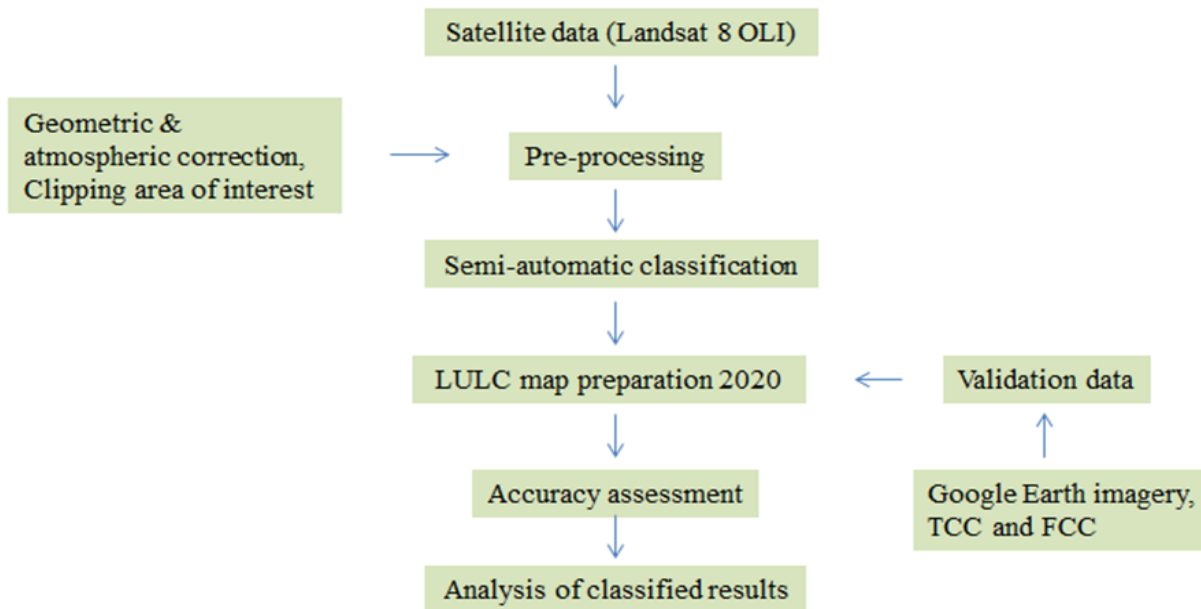 Satellite data (Landsat 8 OLI)
Geometric &
atmospheric correction,
Clipping area of interest
Pre-processing
Semi-automatic classification
LULC map preparation 2020
Validation data
Accuracy assessment
Google Earth imagery,
TCC and FCC
Analysis of classified results